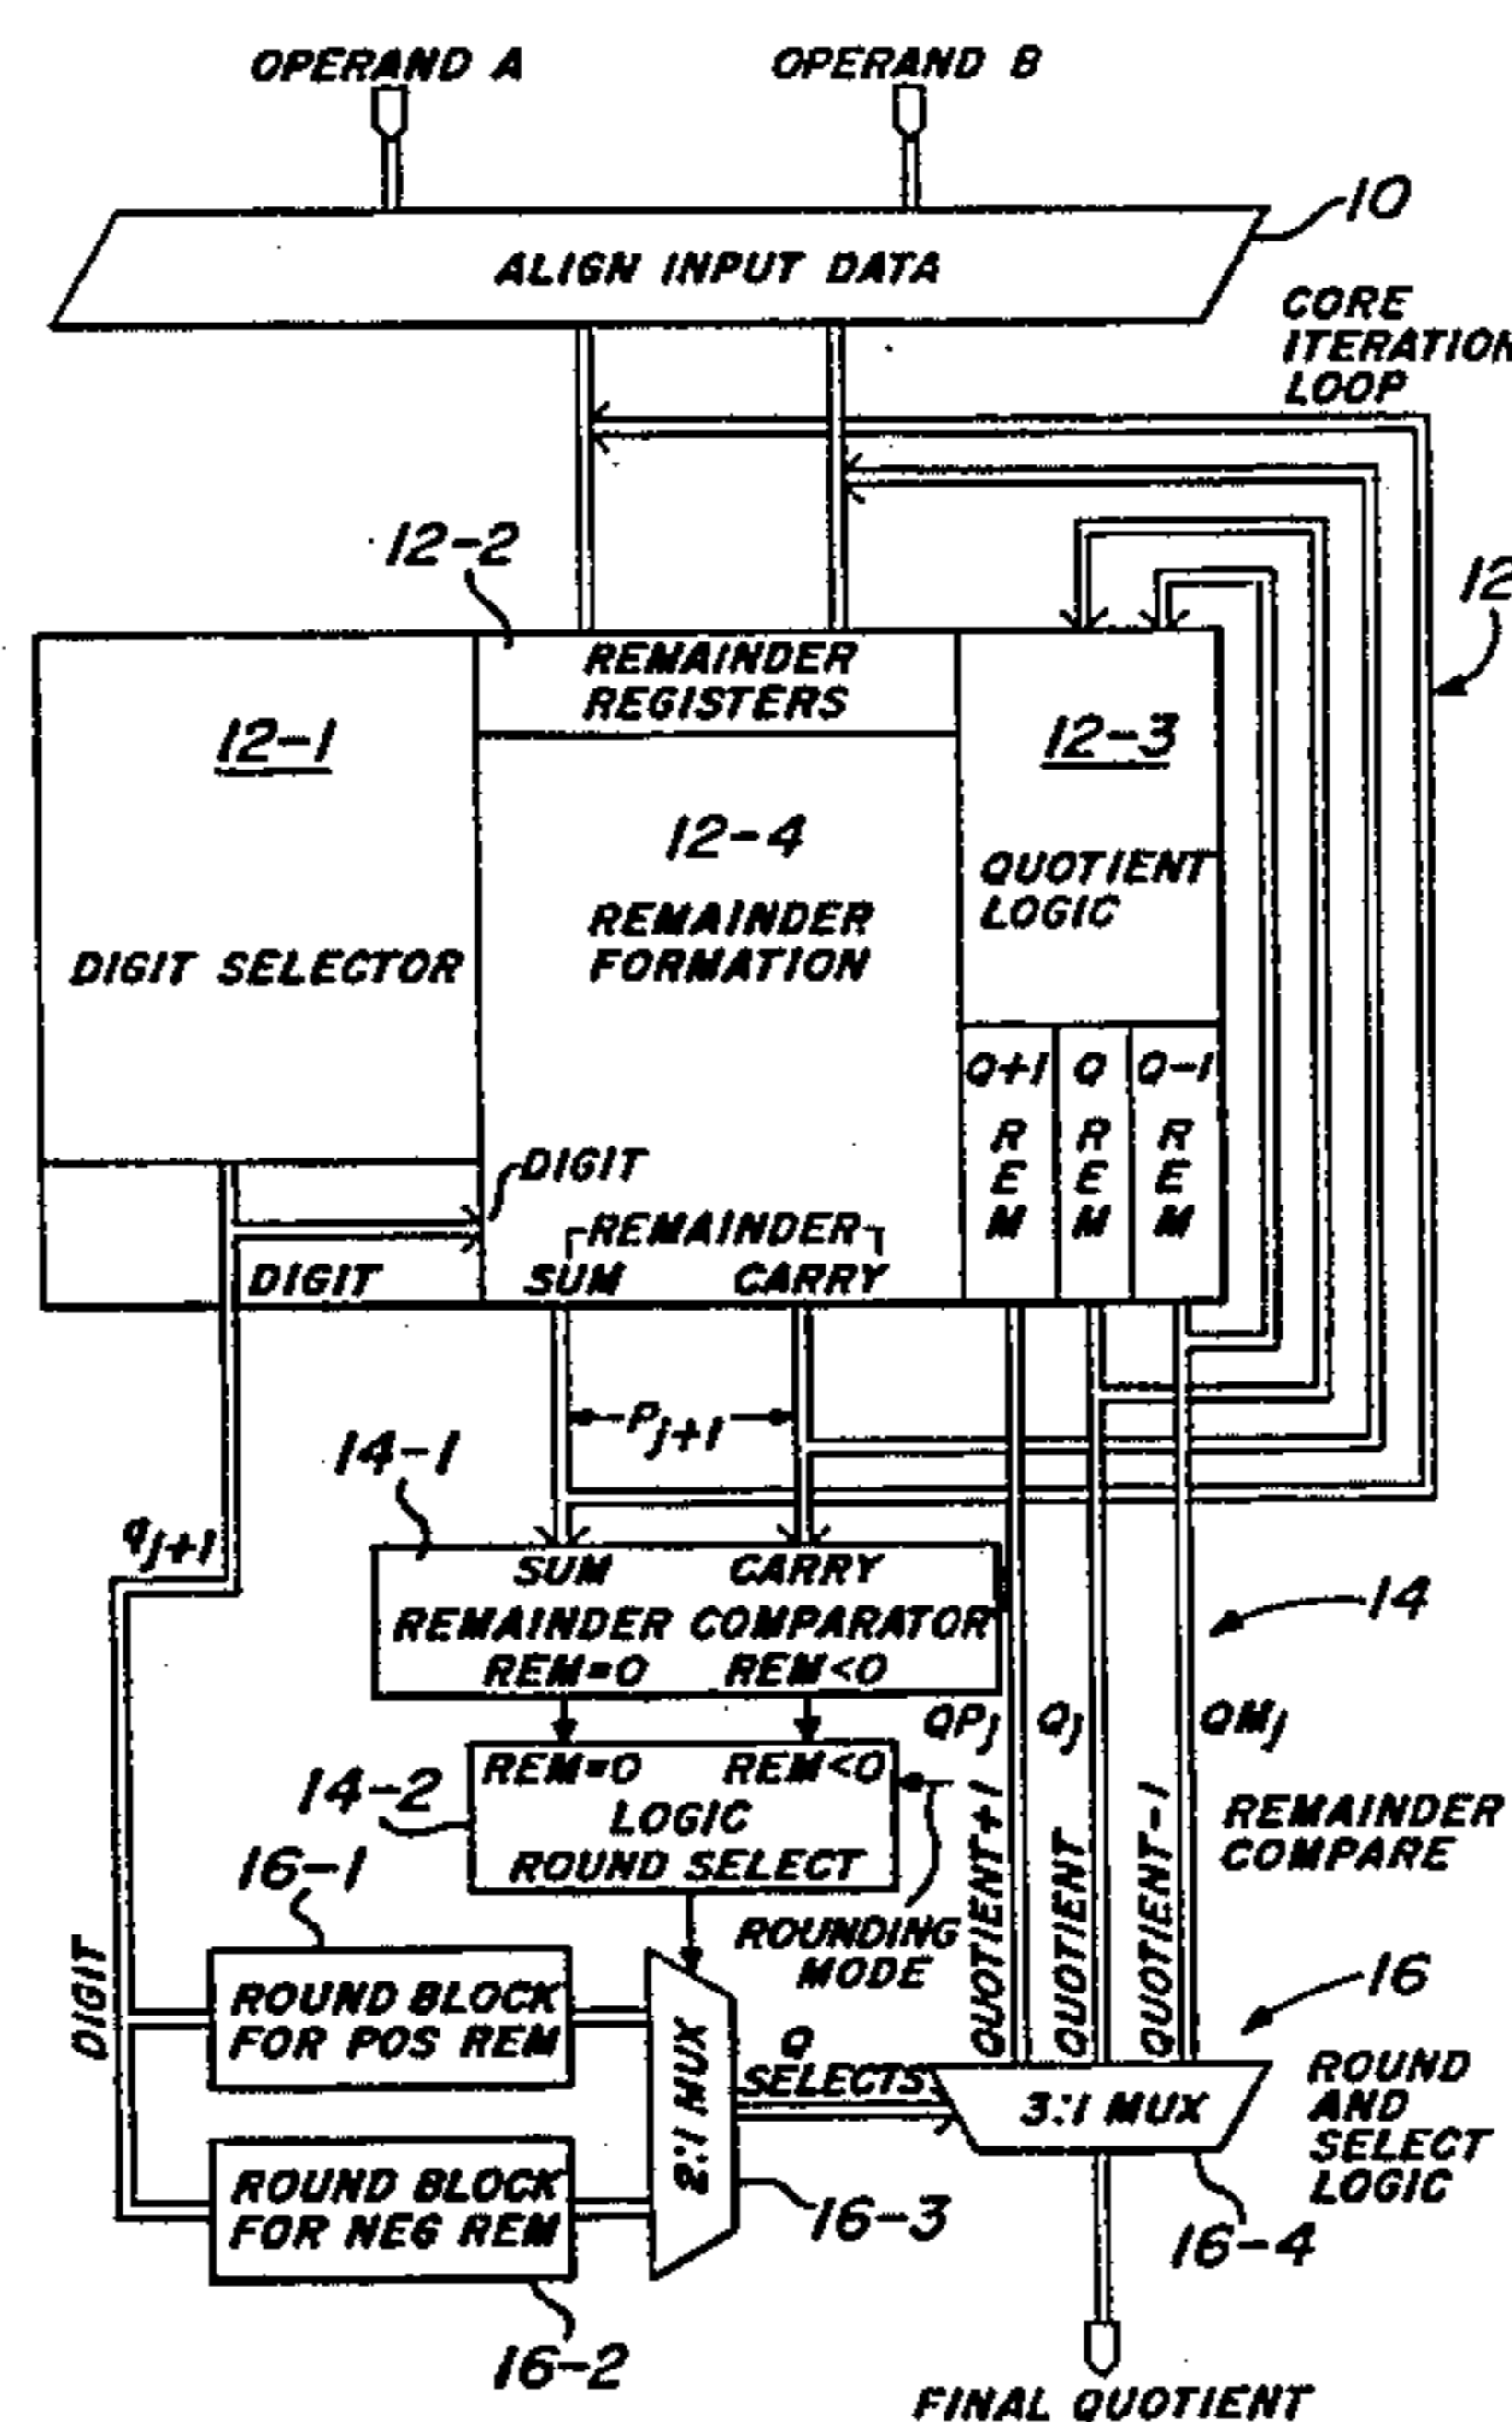 OPERAND A
OPERAND B
10
ALIGN INPUT DATA
CORE
ITERATION
LOOP
12-2
12
REMAINDER
REGISTERS
12-1
12-3
12-4
QUOTIENT
LOGIC
REMAINDER
FORMATION
DIGIT SELECTOR
Q+1 Q Q-1
REM REM REM
DIGIT
REMAINDER
DIGIT
SUM CARRY
Pj+1
14-1
qj+1
SUM CARRY
14
REMAINDER COMPARATOR
REM=0 REM<0
QPj Qj QMj
14-2
REM=0 REM<0
LOGIC
ROUND SELECT
REMAINDER
COMPARE
16-1
QUOTIENT+1
QUOTIENT
QUOTIENT-1
ROUNDING
MODE
DIGIT
16
ROUND BLOCK
FOR POS REM
2:1 MUX
Q
SELECTS
3:1 MUX
ROUND
AND
SELECT
LOGIC
ROUND BLOCK
FOR NEG REM
16-3
16-4
16-2
FINAL QUOTIENT